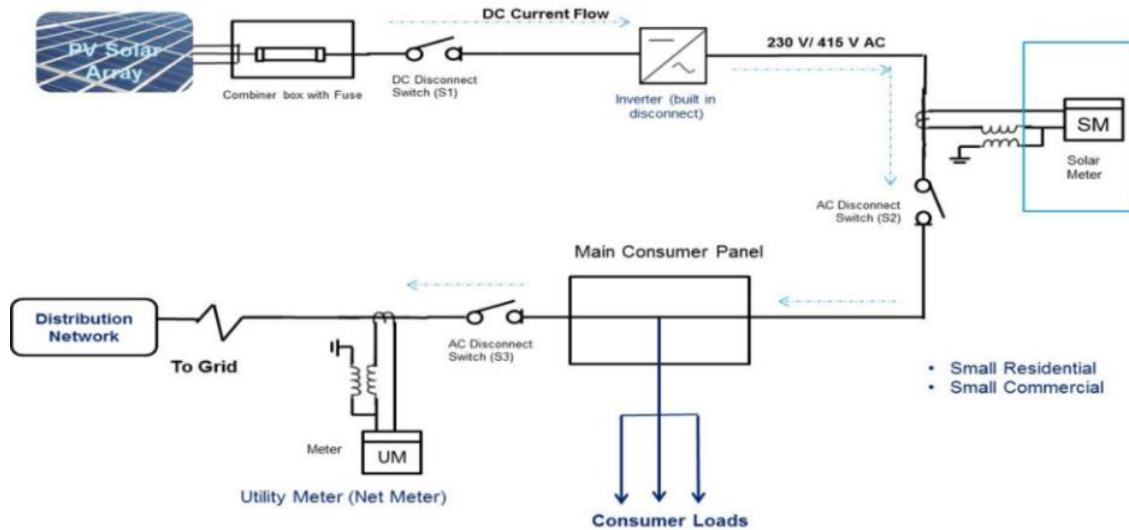 DC Current Flow
PV Solar
Array
230 V/ 415 V AC
Combiner box with Fuse
DC Disconnect
Switch (S1)
Inverter (built in
disconnect)
SM
Solar
Meter
AC Disconnect
Switch (S2)
Main Consumer Panel
Distribution
Network
To Grid
AC Disconnect
Switch (S3)
• Small Residential
• Small Commercial
Meter
UM
Utility Meter (Net Meter)
Consumer Loads